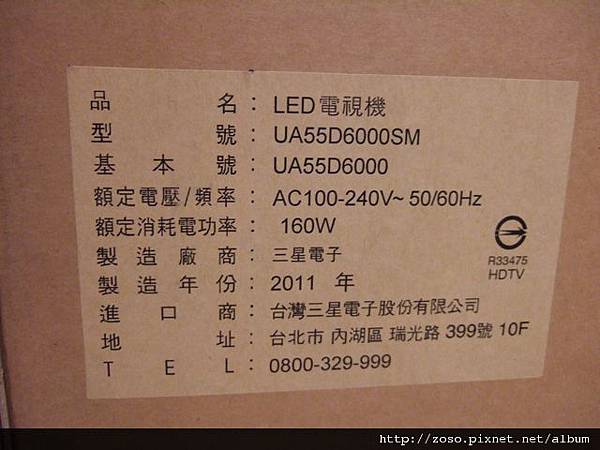 品名：LED電視機
型號：UA55D6000SM
基本號：UA55D6000
額定電壓/頻率：AC100-240V~ 50/60Hz
額定消耗電功率：160W
製造廠商：三星電子
製造年份：2011 年
進口商：台灣三星電子股份有限公司
地址：台北市 內湖區 瑞光路 399號 10F
TEL：0800-329-999
R33475
HDTV
http://zoso.pixnet.net/album